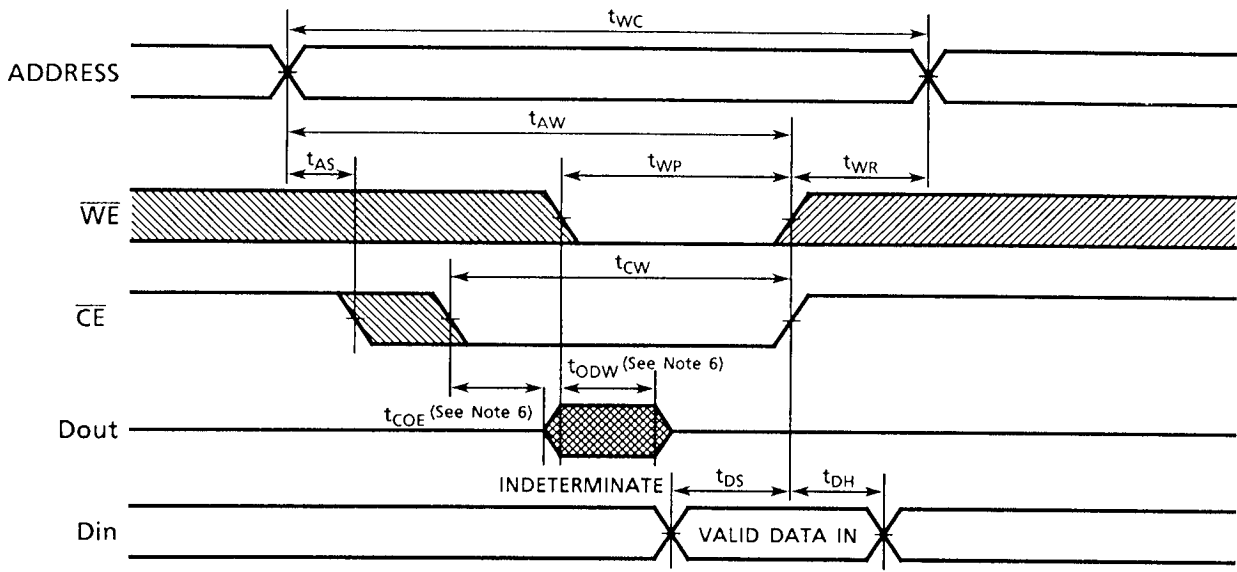 tWC
ADDRESS
tAW
tAS
tWP
tWR
WE
tCW
CE
tODW (See Note 6)
tCOE (See Note 6)
Dout
INDETERMINATE
tDS
tDH
Din
VALID DATA IN